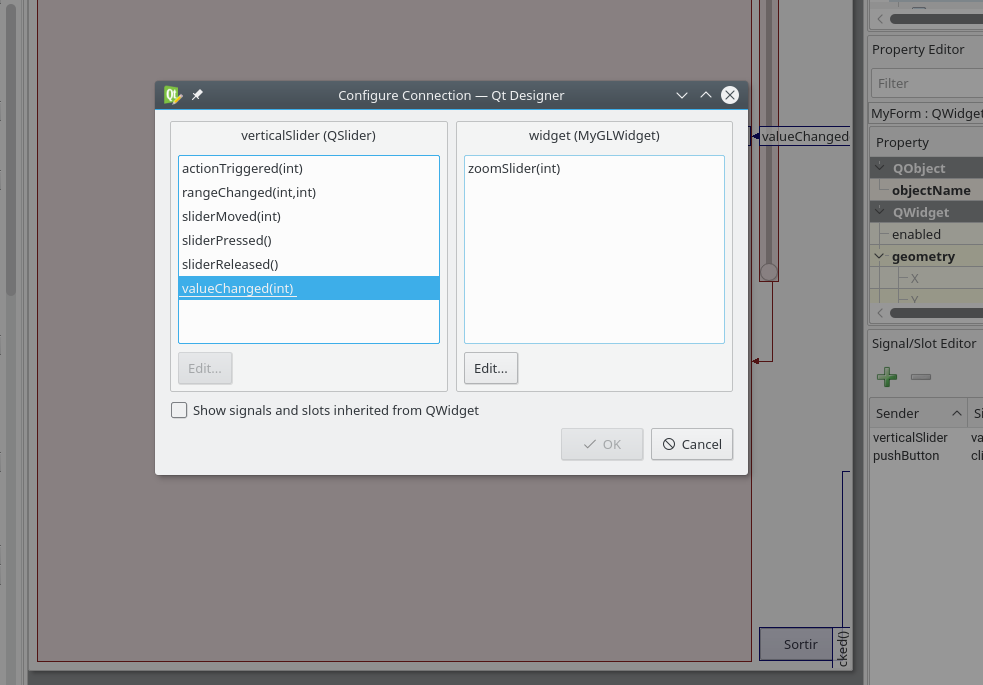 Configure Connection — Qt Designer
verticalSlider (QSlider)
actionTriggered(int)
rangeChanged(int,int)
sliderMoved(int)
sliderPressed()
sliderReleased()
valueChanged(int)
Edit...
widget (MyGLWidget)
zoomSlider(int)
Edit...
Show signals and slots inherited from QWidget
OK
Cancel
valueChanged
Sortir
cked()
Property Editor
Filter
MyForm : QWidget
Property
QObject
objectName
QWidget
enabled
geometry
X
Y
Signal/Slot Editor
Sender
verticalSlider va
pushButton cli